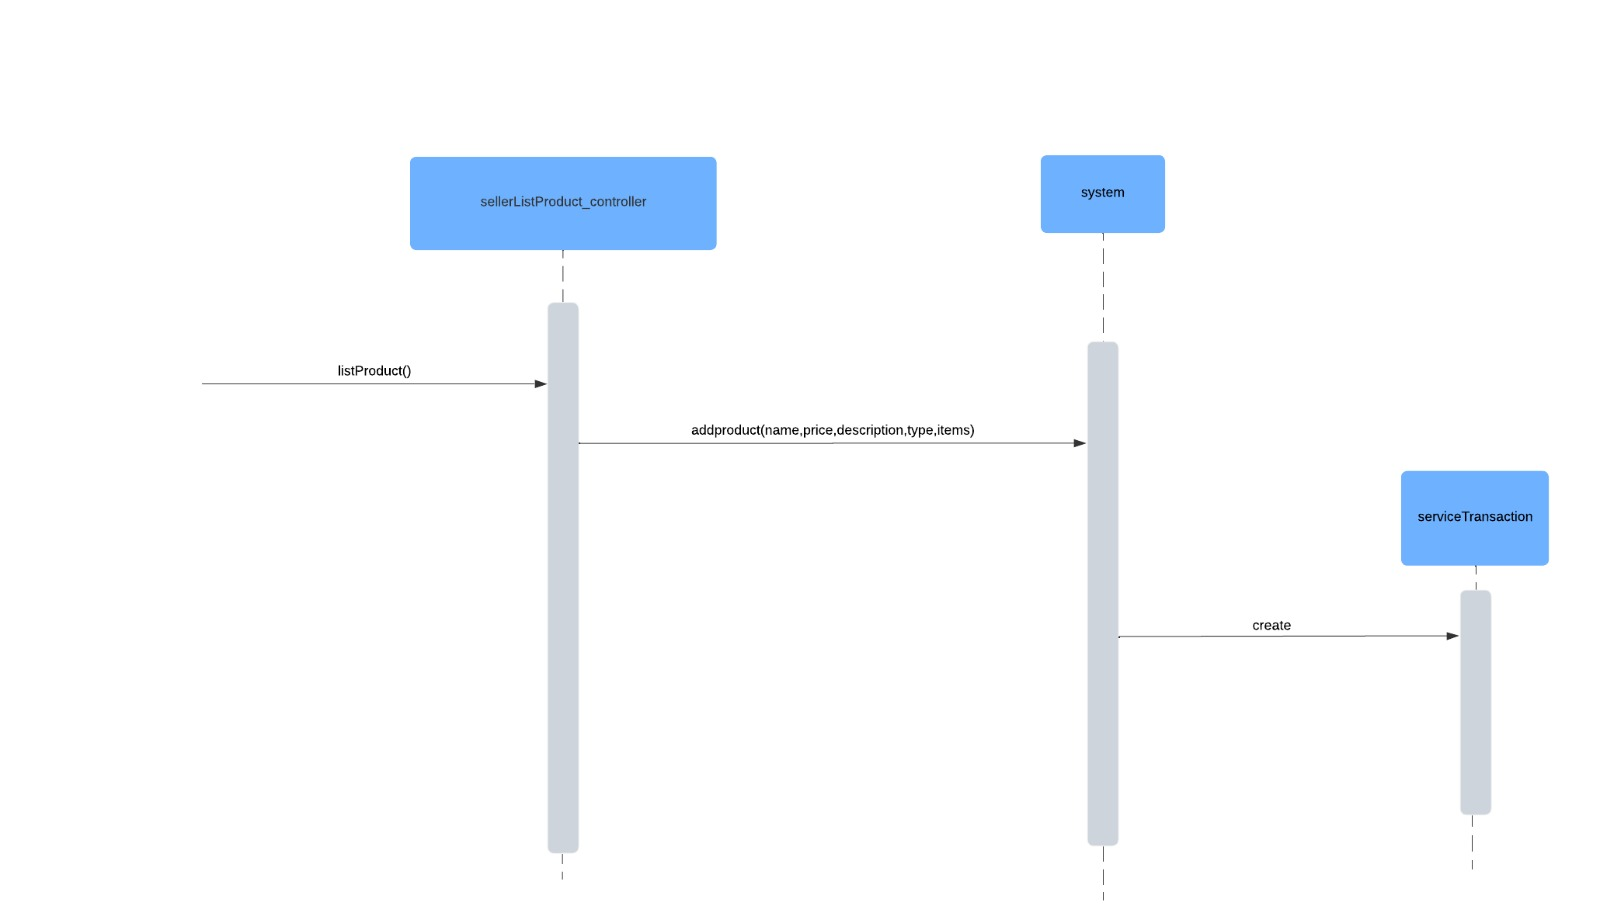 sellerListProduct_controller
system
listProduct()
addproduct(name,price,description,type,items)
serviceTransaction
create